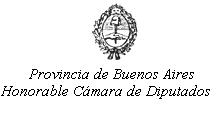 Provincia de Buenos Aires
Honorable Cámara de Diputados